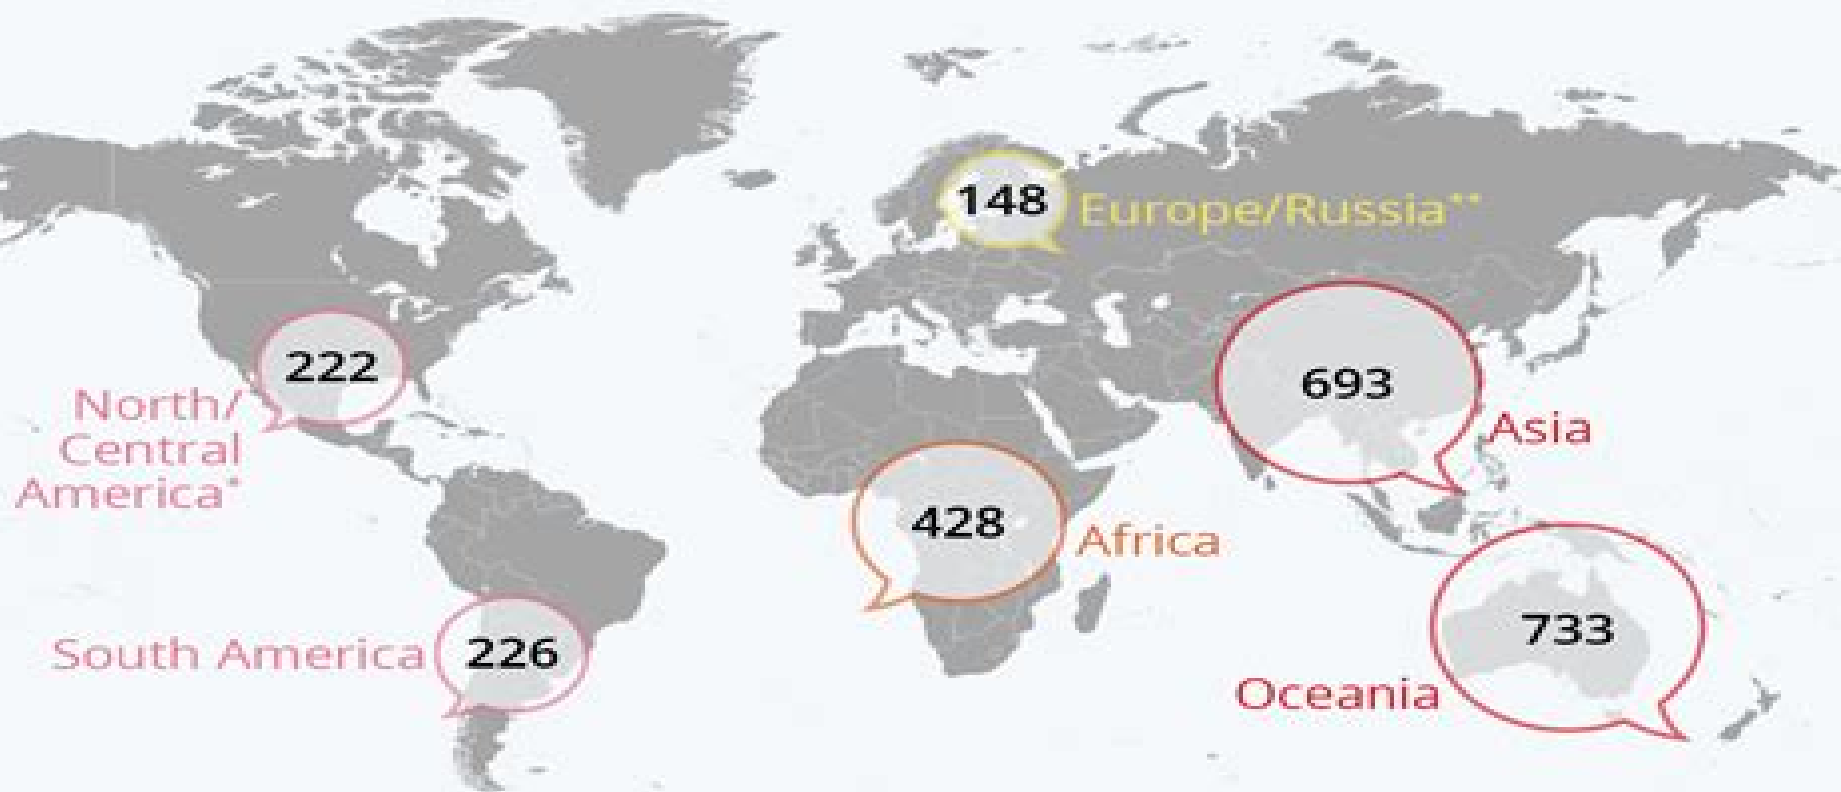 148
Europe/Russia**
222
North/
Central
America*
693
Asia
428
Africa
South America
226
733
Oceania